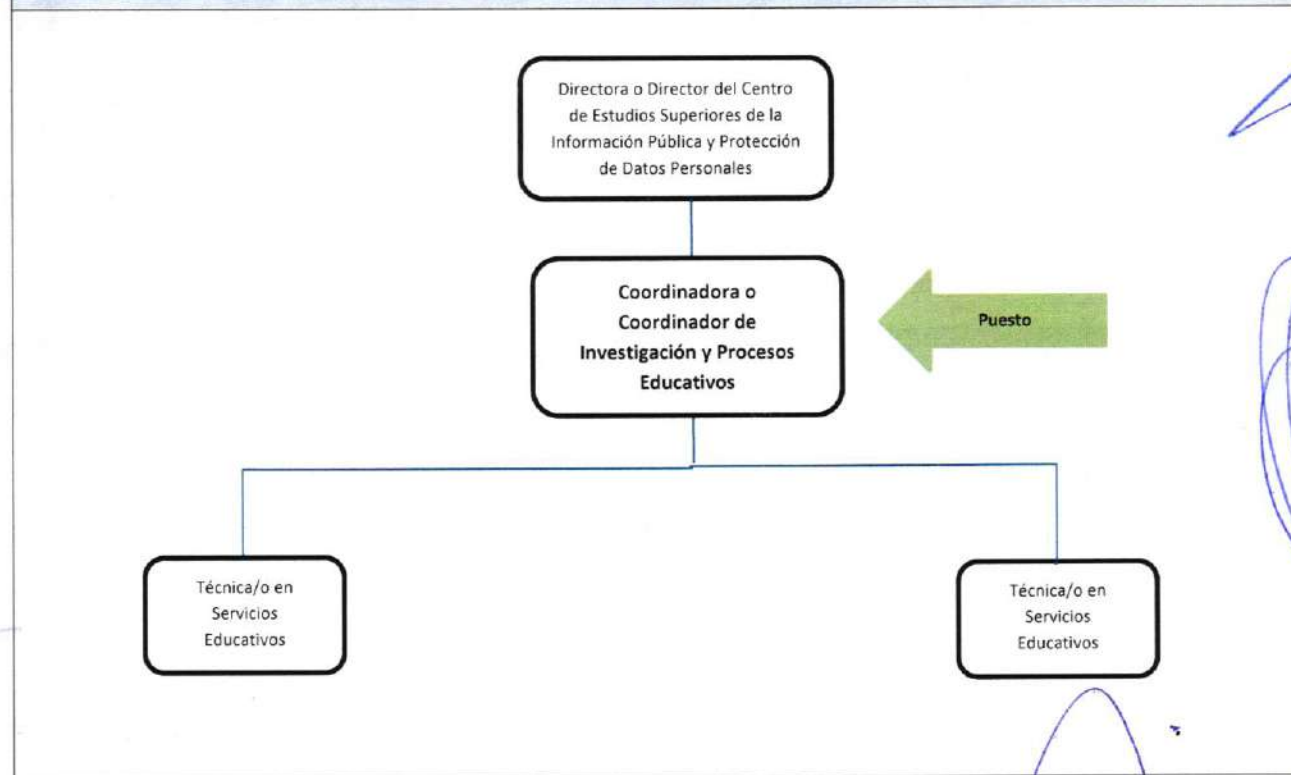 Directora o Director del Centro
de Estudios Superiores de la
Información Pública y Protección
de Datos Personales
Coordinadora o
Coordinador de
Investigación y Procesos
Educativos
Puesto
Técnica/o en
Servicios
Educativos
Técnica/o en
Servicios
Educativos